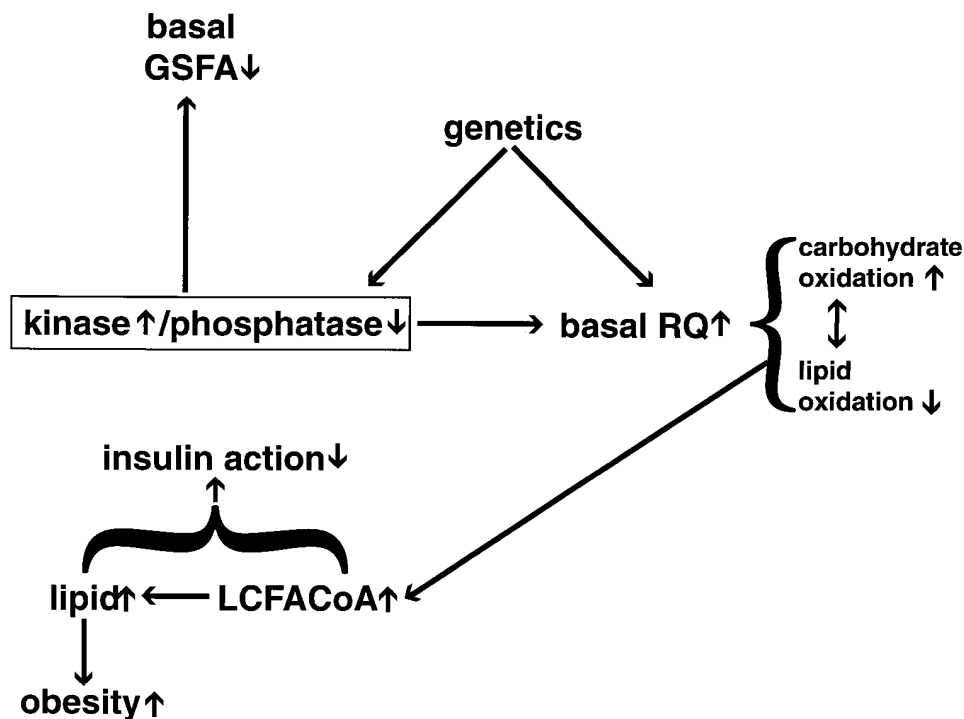 basal
GSFA↓
genetics
carbohydrate
oxidation ↑
kinase↑/phosphatase↓
basal RQ↑
lipid
oxidation ↓
insulin action↓
lipid↑
LCFACoA↑
obesity↑